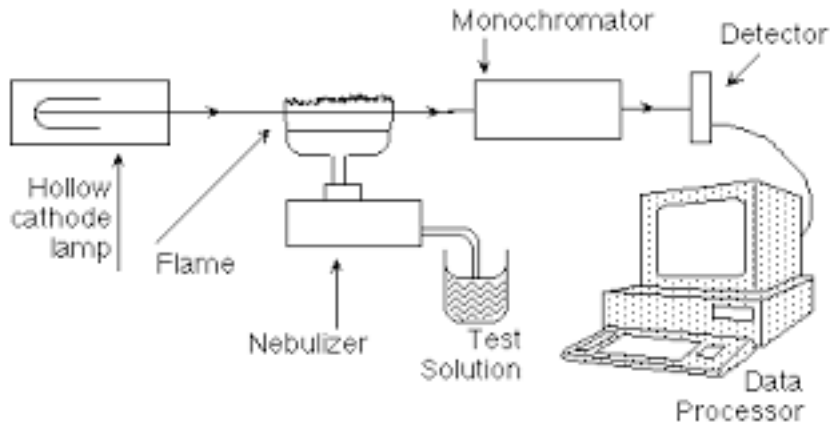 Monochromator
Detector
Hollow
cathode
lamp
Flame
Nebulizer
Test
Solution
Data
Processor